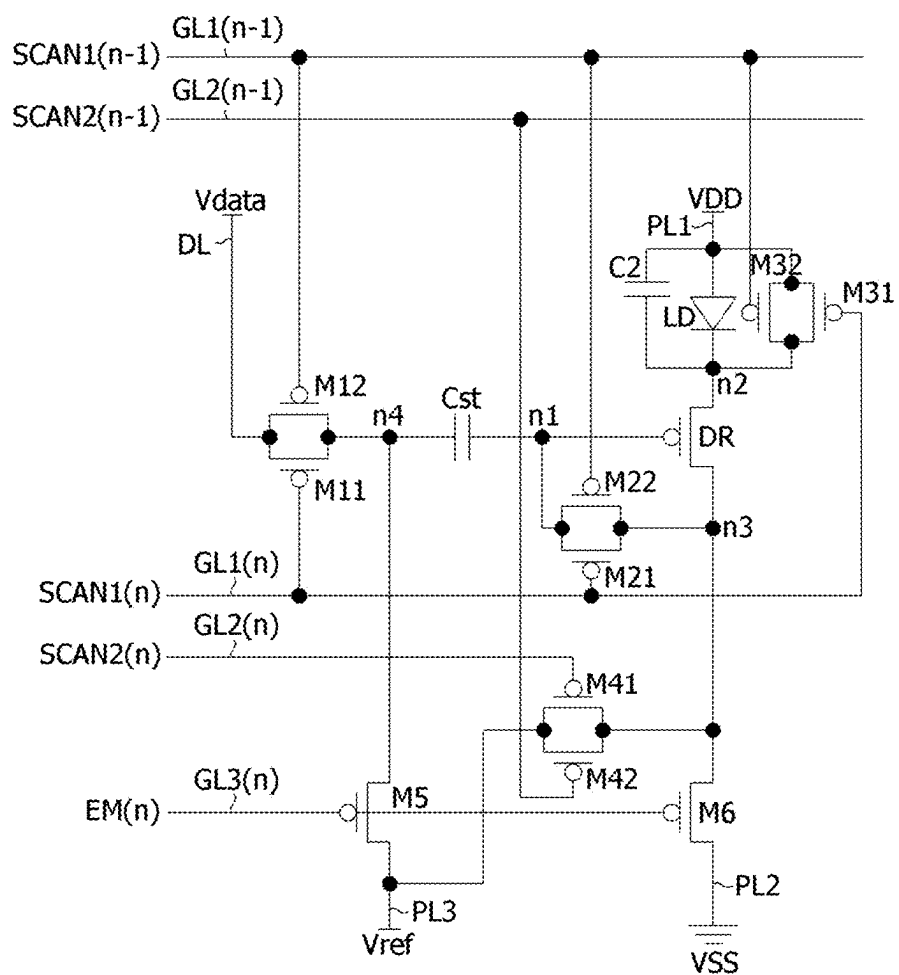 GL1(n-1)
SCAN1(n-1)
GL2(n-1)
SCAN2(n-1)
Vdata
DL
VDD
PL1
C2
M32
M31
LD
n2
M12
n4
Cst
n1
DR
M11
M22
n3
M21
GL1(n)
SCAN1(n)
GL2(n)
SCAN2(n)
M41
M42
GL3(n)
EM(n)
M5
M6
PL2
PL3
Vref
VSS